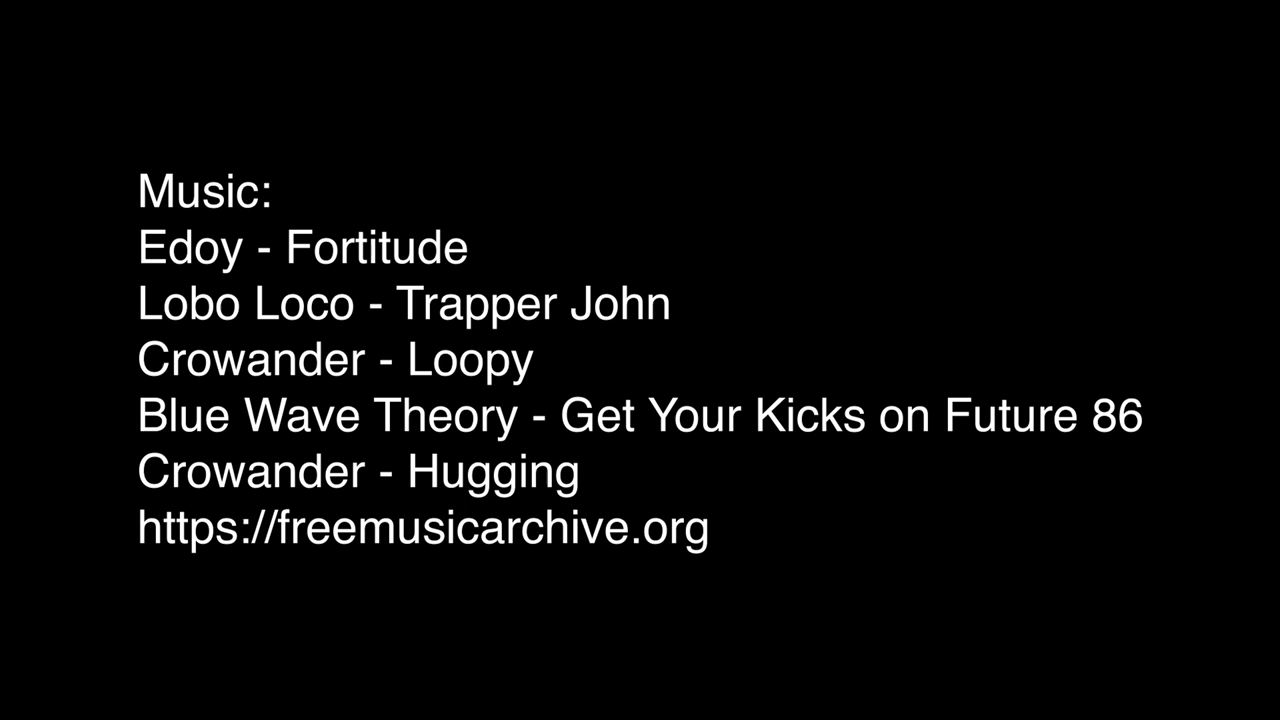 Music:
Edoy - Fortitude
Lobo Loco - Trapper John
Crowander - Loopy
Blue Wave Theory - Get Your Kicks on Future 86
Crowander - Hugging
https://freemusicarchive.org